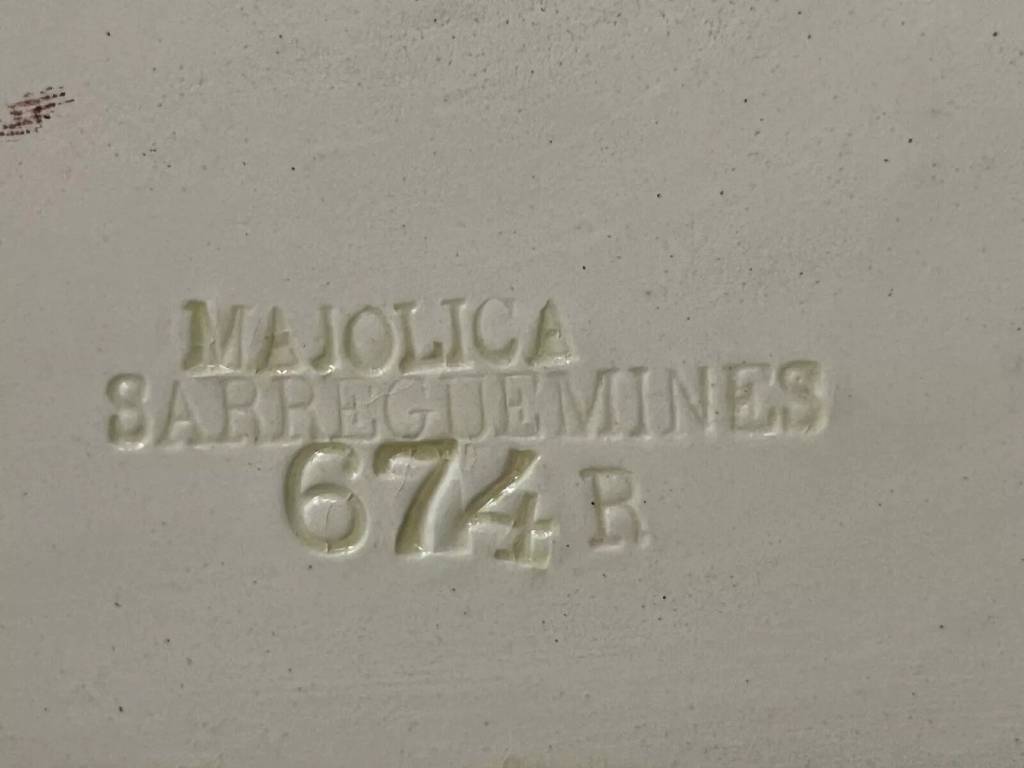 MAJOLICA
SARREGUEMINES
674 R